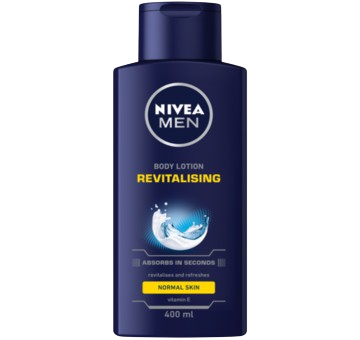 NIVEA
MEN
BODY LOTION
REVITALISING
ABSORBS IN SECONDS
revitalises and refreshes
NORMAL SKIN
vitamin E
400 ml